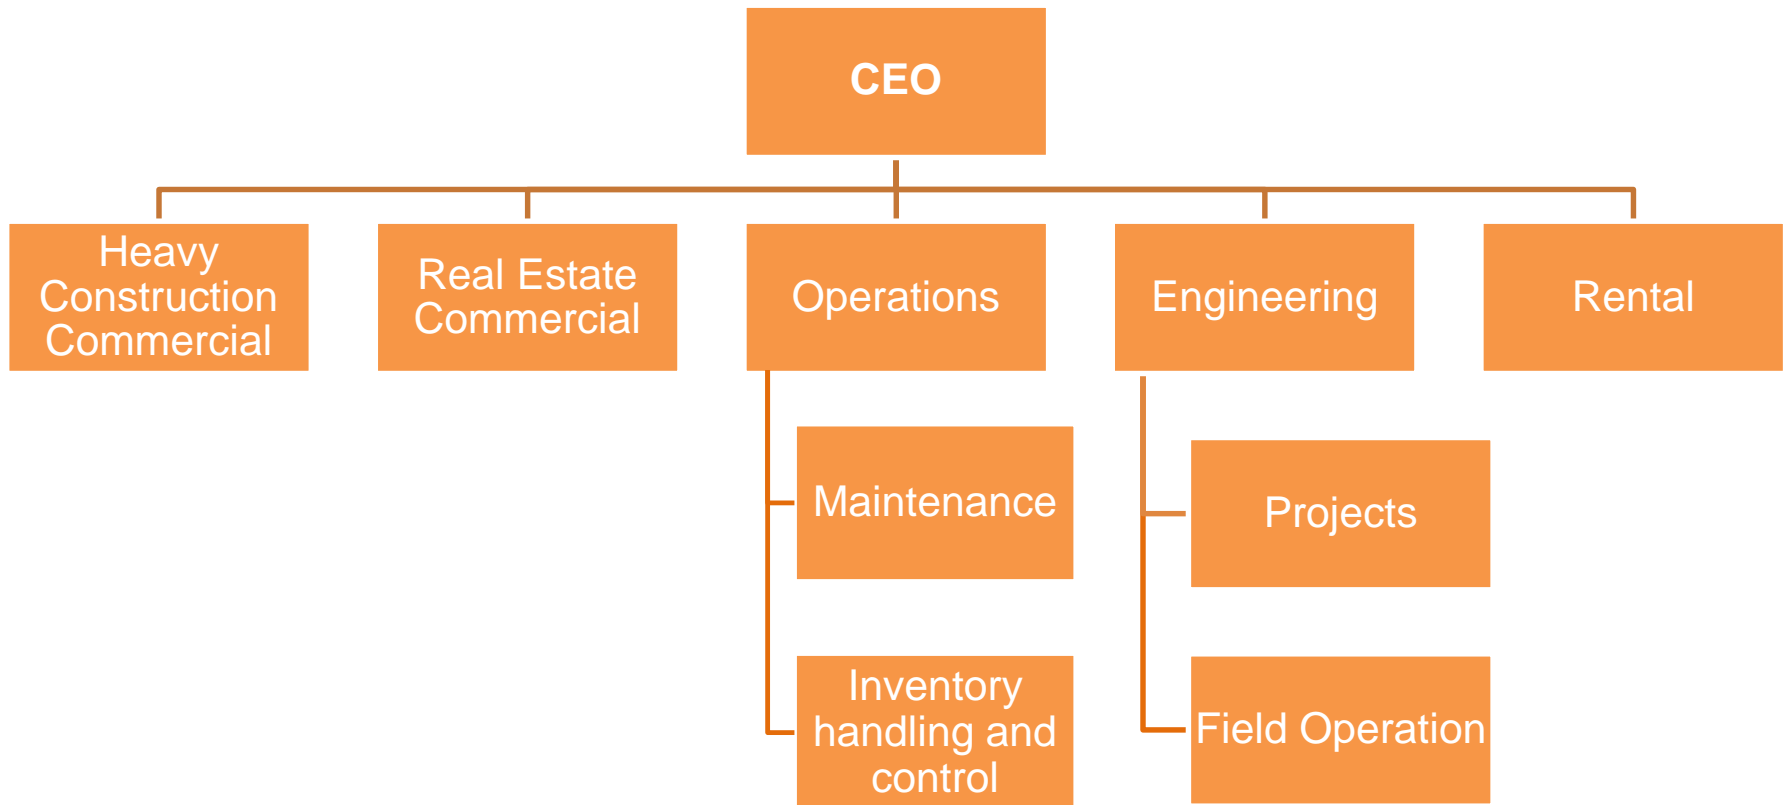 CEO
Heavy
Construction
Commercial
Real Estate
Commercial
Operations
Engineering
Rental
Maintenance
Projects
Inventory
handling and
control
Field Operation